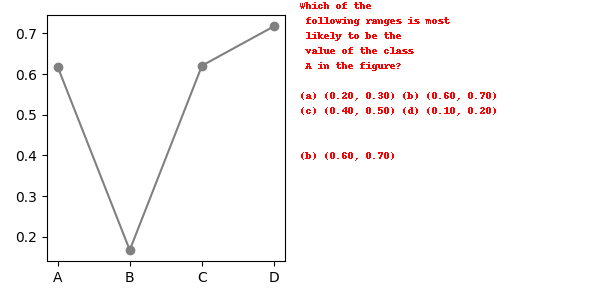 0.7
0.6
0.5
0.4
0.3
0.2
A B C D
Which of the
following ranges is most
likely to be the
value of the class
A in the figure?
(a) (0.20, 0.30) (b) (0.60, 0.70)
(c) (0.40, 0.50) (d) (0.10, 0.20)
(b) (0.60, 0.70)